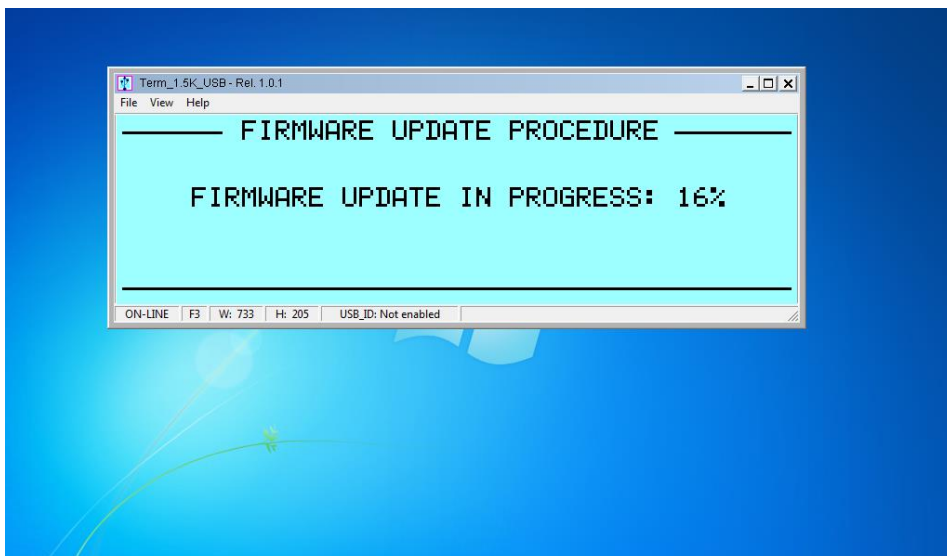 Term_1.5K_USB - Rel. 1.0.1
File View Help
FIRMWARE UPDATE PROCEDURE
FIRMWARE UPDATE IN PROGRESS: 16%
ON-LINE F3 W: 733 H: 205 USB_ID: Not enabled